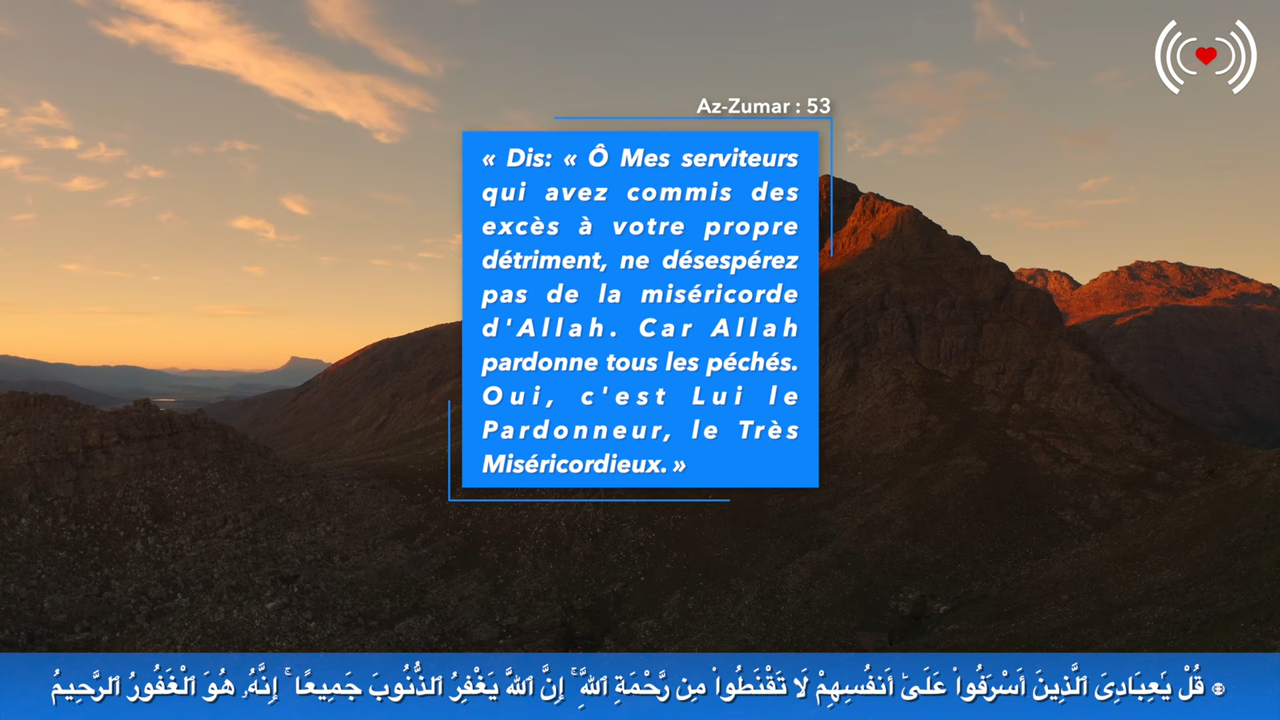 Az-Zumar : 53
« Dis: « Ô Mes serviteurs
qui avez commis des
excès à votre propre
détriment, ne désespérez
pas de la miséricorde
d'Allah. Car Allah
pardonne tous les péchés.
Oui, c'est Lui le
Pardonneur, le Très
Miséricordieux. »
۞ قُلْ يَٰعِبَادِىَ ٱلَّذِينَ أَسْرَفُوا۟ عَلَىٰٓ أَنفُسِهِمْ لَا تَقْنَطُوا۟ مِن رَّحْمَةِ ٱللَّهِ ۚ إِنَّ ٱللَّهَ يَغْفِرُ ٱلذُّنُوبَ جَمِيعًا ۚ إِنَّهُۥ هُوَ ٱلْغَفُورُ ٱلرَّحِيمُ